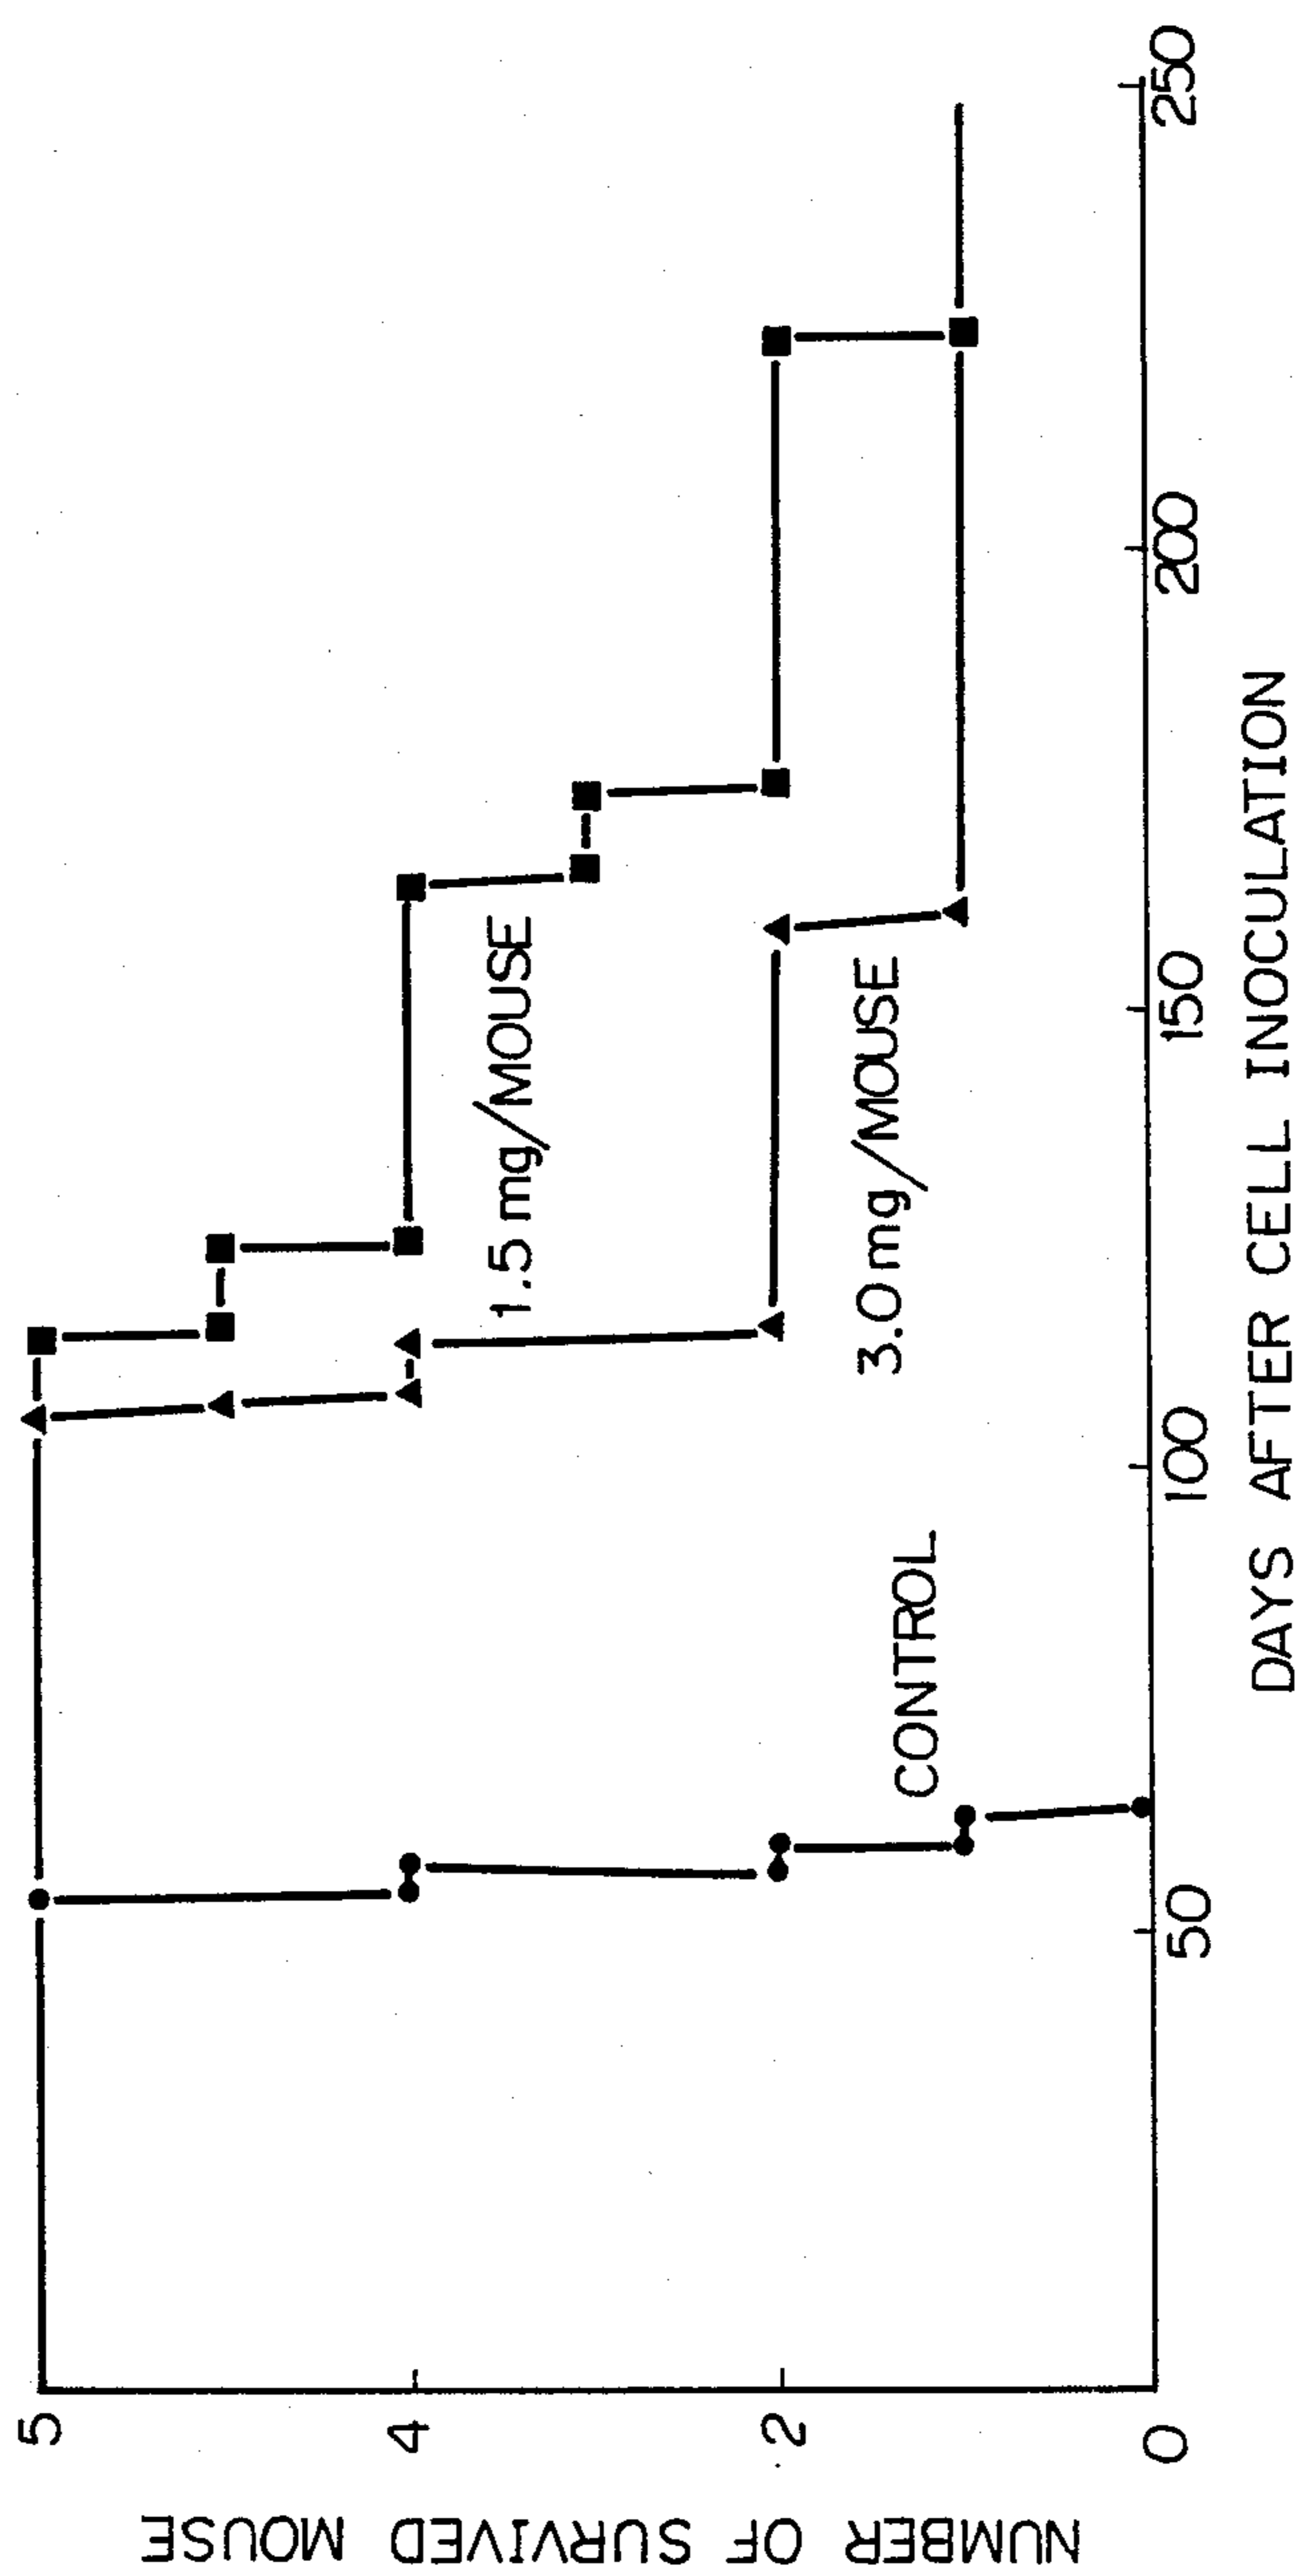 NUMBER OF SURVIVED MOUSE
5
4
2
0
1.5 mg/MOUSE
3.0 mg/MOUSE
CONTROL
50
100
150
200
250
DAYS AFTER CELL INOCULATION